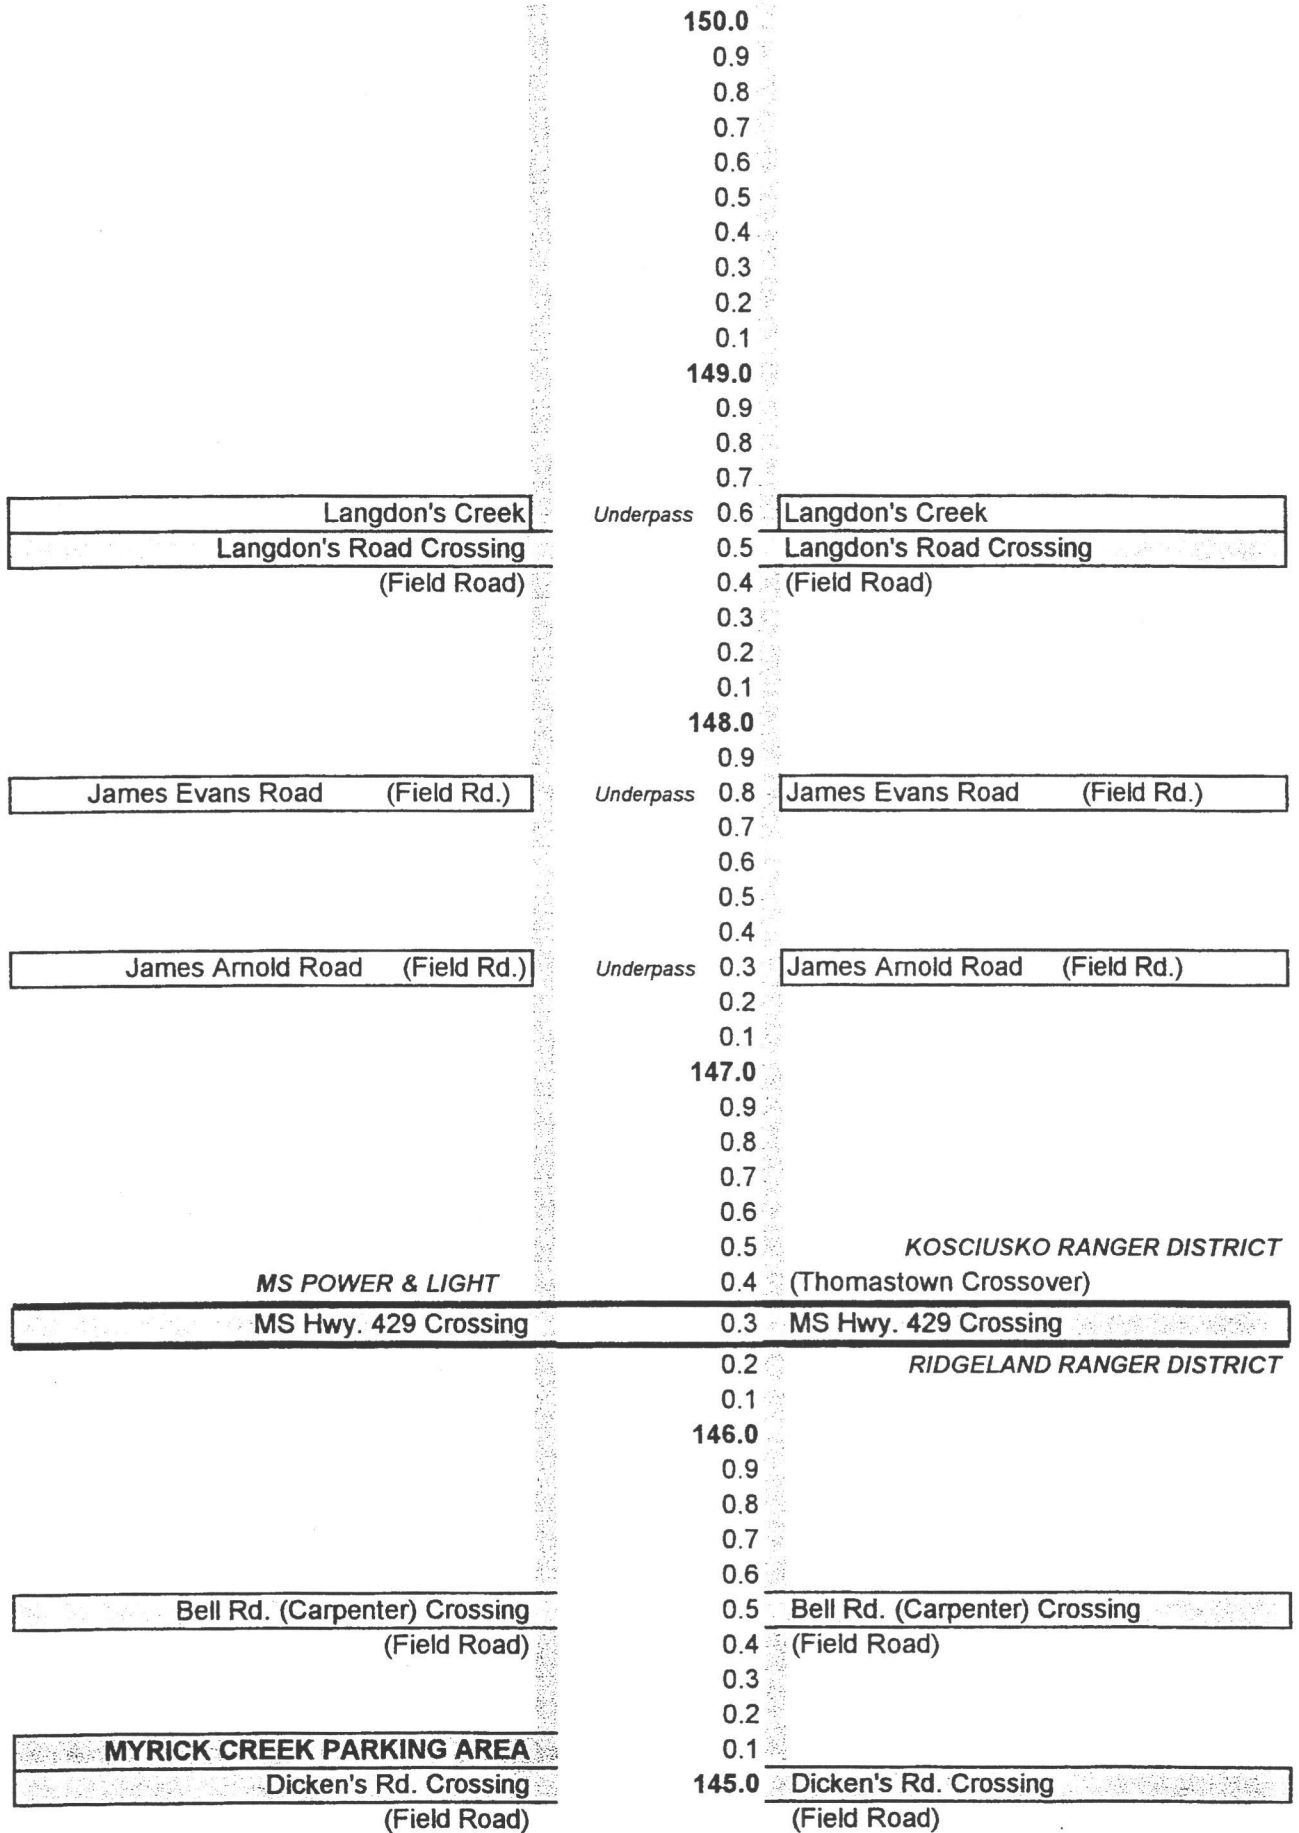 150.0
0.9
0.8
0.7
0.6
0.5
0.4
0.3
0.2
0.1
149.0
0.9
0.8
0.7
Langdon's Creek Underpass 0.6 Langdon's Creek
Langdon's Road Crossing 0.5 Langdon's Road Crossing
(Field Road) 0.4 (Field Road)
0.3
0.2
0.1
148.0
0.9
James Evans Road (Field Rd.) Underpass 0.8 James Evans Road (Field Rd.)
0.7
0.6
0.5
0.4
James Arnold Road (Field Rd.) Underpass 0.3 James Arnold Road (Field Rd.)
0.2
0.1
147.0
0.9
0.8
0.7
0.6
0.5 KOSCIUSKO RANGER DISTRICT
MS POWER & LIGHT 0.4 (Thomastown Crossover)
MS Hwy. 429 Crossing 0.3 MS Hwy. 429 Crossing
0.2 RIDGELAND RANGER DISTRICT
0.1
146.0
0.9
0.8
0.7
0.6
Bell Rd. (Carpenter) Crossing 0.5 Bell Rd. (Carpenter) Crossing
(Field Road) 0.4 (Field Road)
0.3
0.2
MYRICK CREEK PARKING AREA 0.1
Dicken's Rd. Crossing 145.0 Dicken's Rd. Crossing
(Field Road) (Field Road)